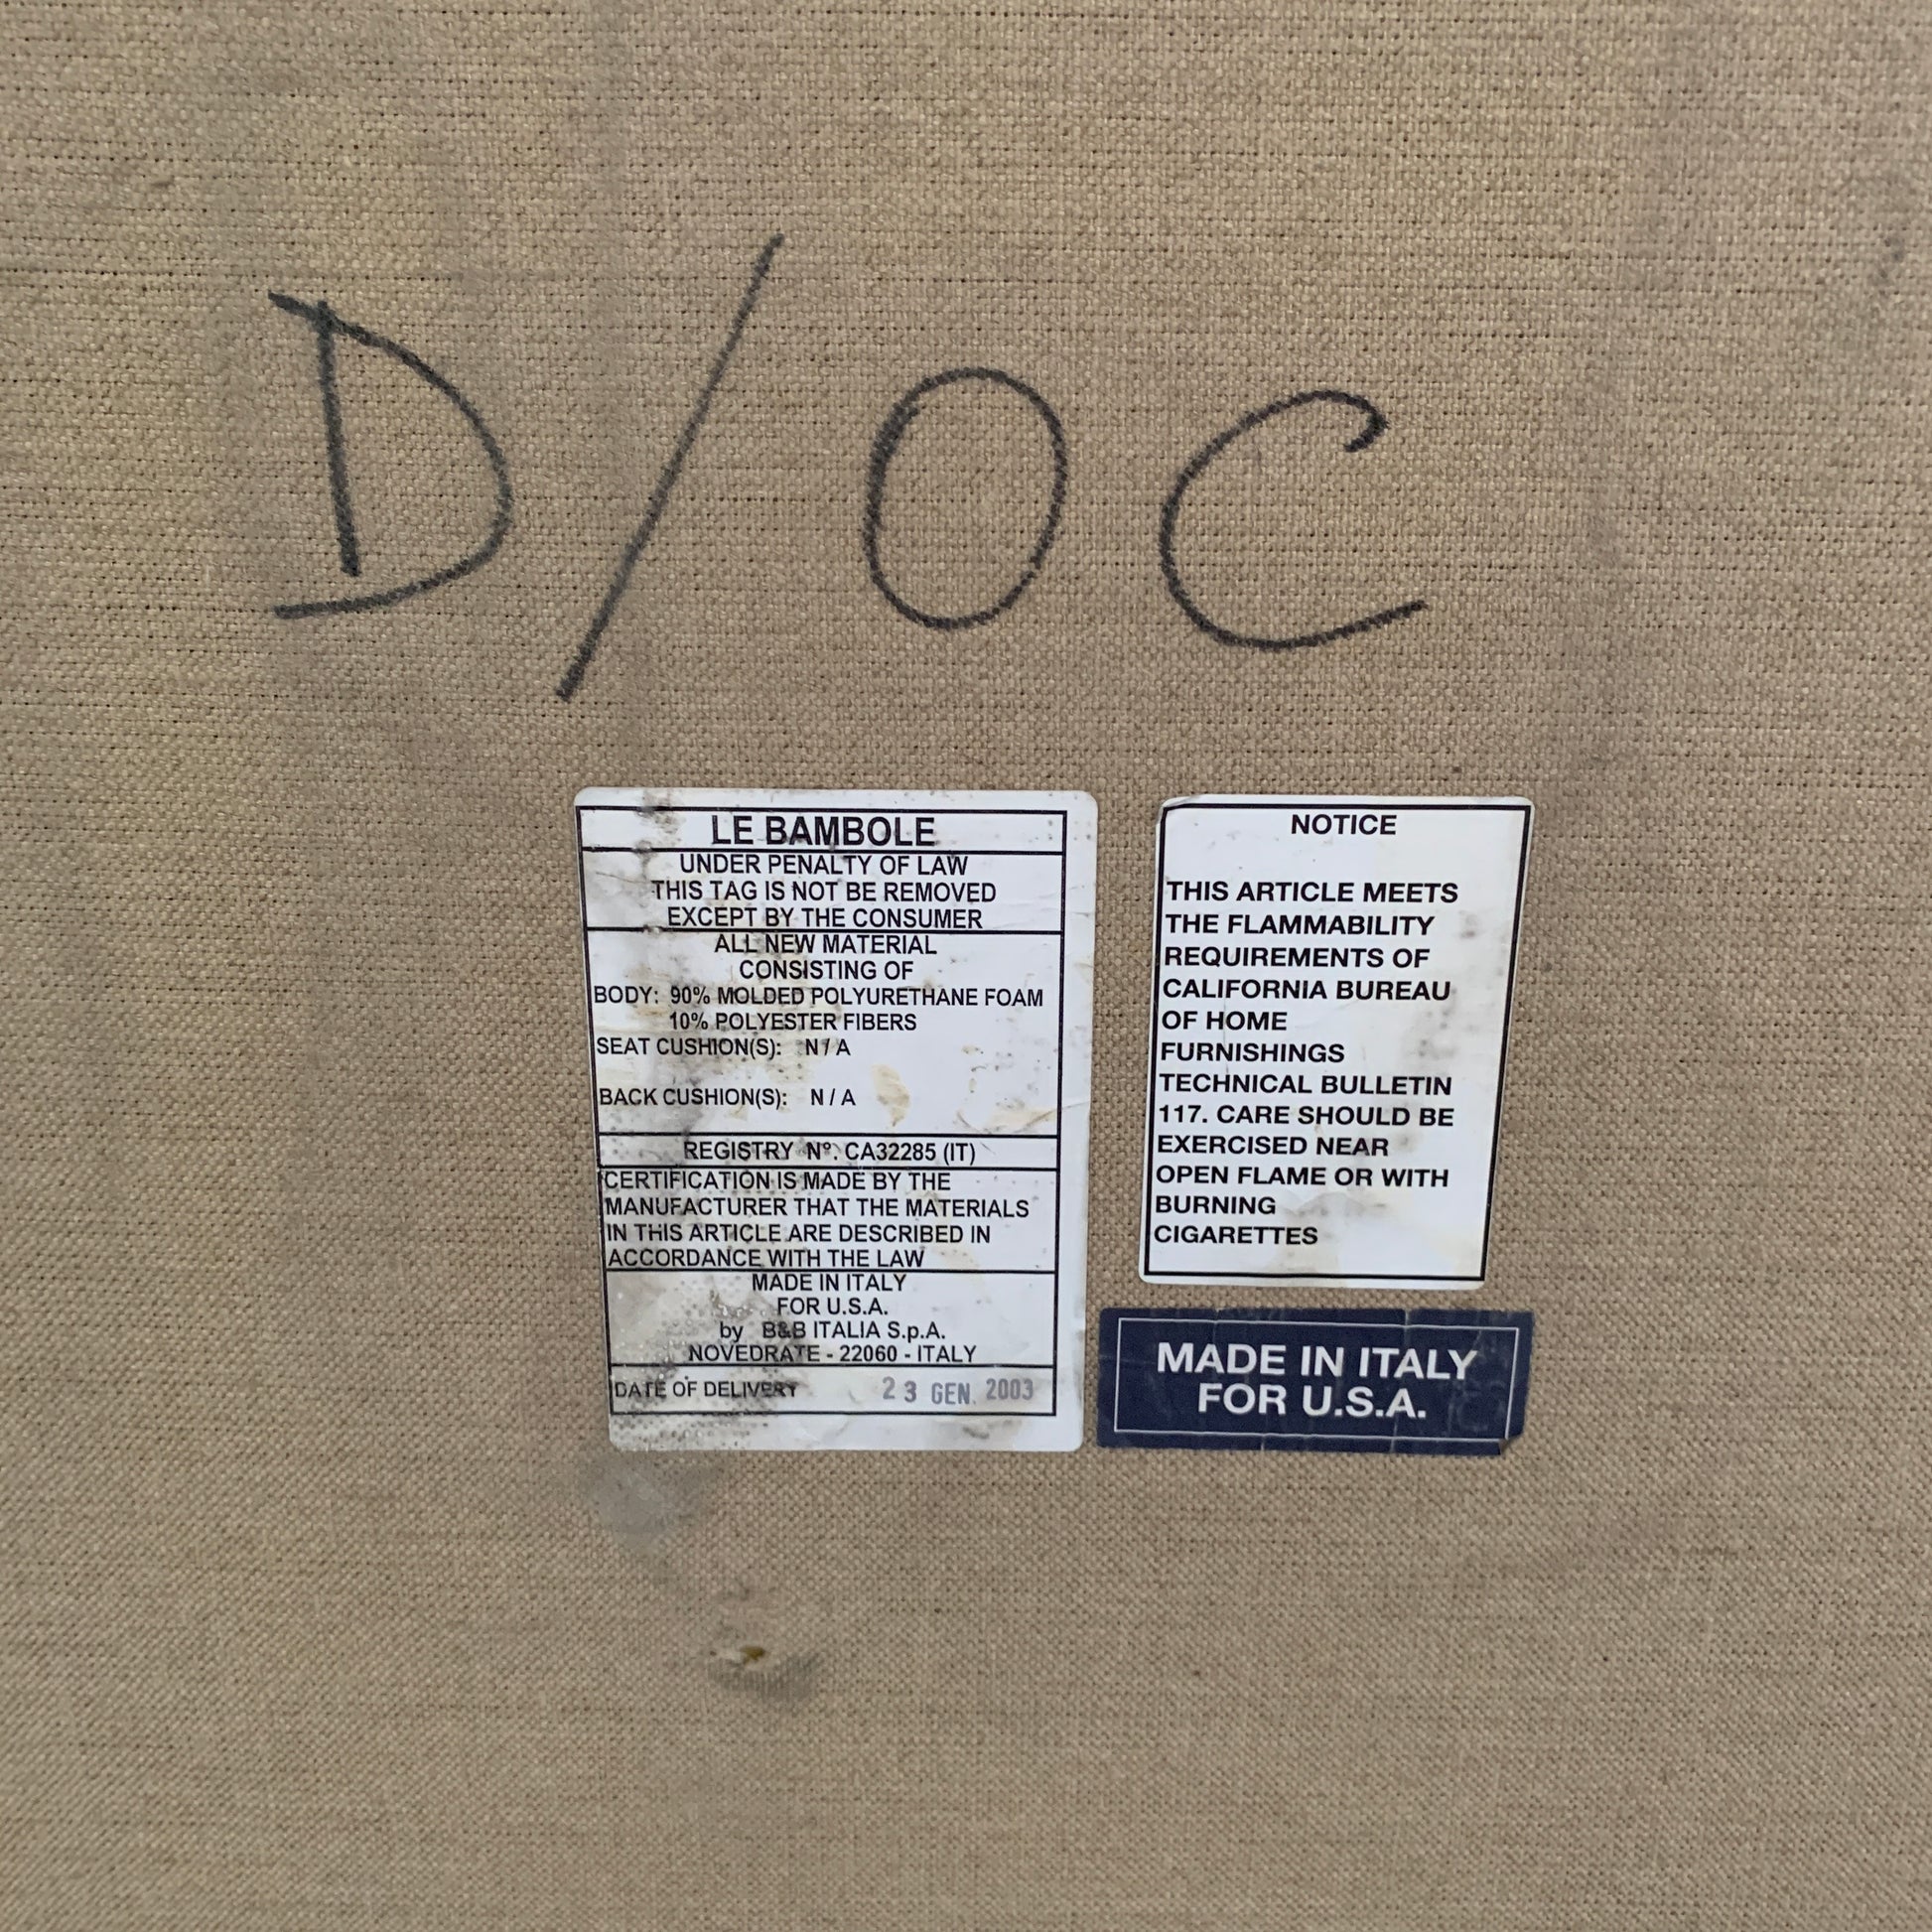 D/OC
LE BAMBOLE
UNDER PENALTY OF LAW
THIS TAG IS NOT BE REMOVED
EXCEPT BY THE CONSUMER
ALL NEW MATERIAL
CONSISTING OF
BODY: 90% MOLDED POLYURETHANE FOAM
10% POLYESTER FIBERS
SEAT CUSHION(S): N/A
BACK CUSHION(S): N/A
REGISTRY Nº. CA32285 (IT)
CERTIFICATION IS MADE BY THE
MANUFACTURER THAT THE MATERIALS
IN THIS ARTICLE ARE DESCRIBED IN
ACCORDANCE WITH THE LAW
MADE IN ITALY
FOR U.S.A.
by B&B ITALIA S.p.A.
NOVEDRATE - 22060 - ITALY
DATE OF DELIVERY 23 GEN. 2003
NOTICE
THIS ARTICLE MEETS
THE FLAMMABILITY
REQUIREMENTS OF
CALIFORNIA BUREAU
OF HOME
FURNISHINGS
TECHNICAL BULLETIN
117. CARE SHOULD BE
EXERCISED NEAR
OPEN FLAME OR WITH
BURNING
CIGARETTES
MADE IN ITALY
FOR U.S.A.